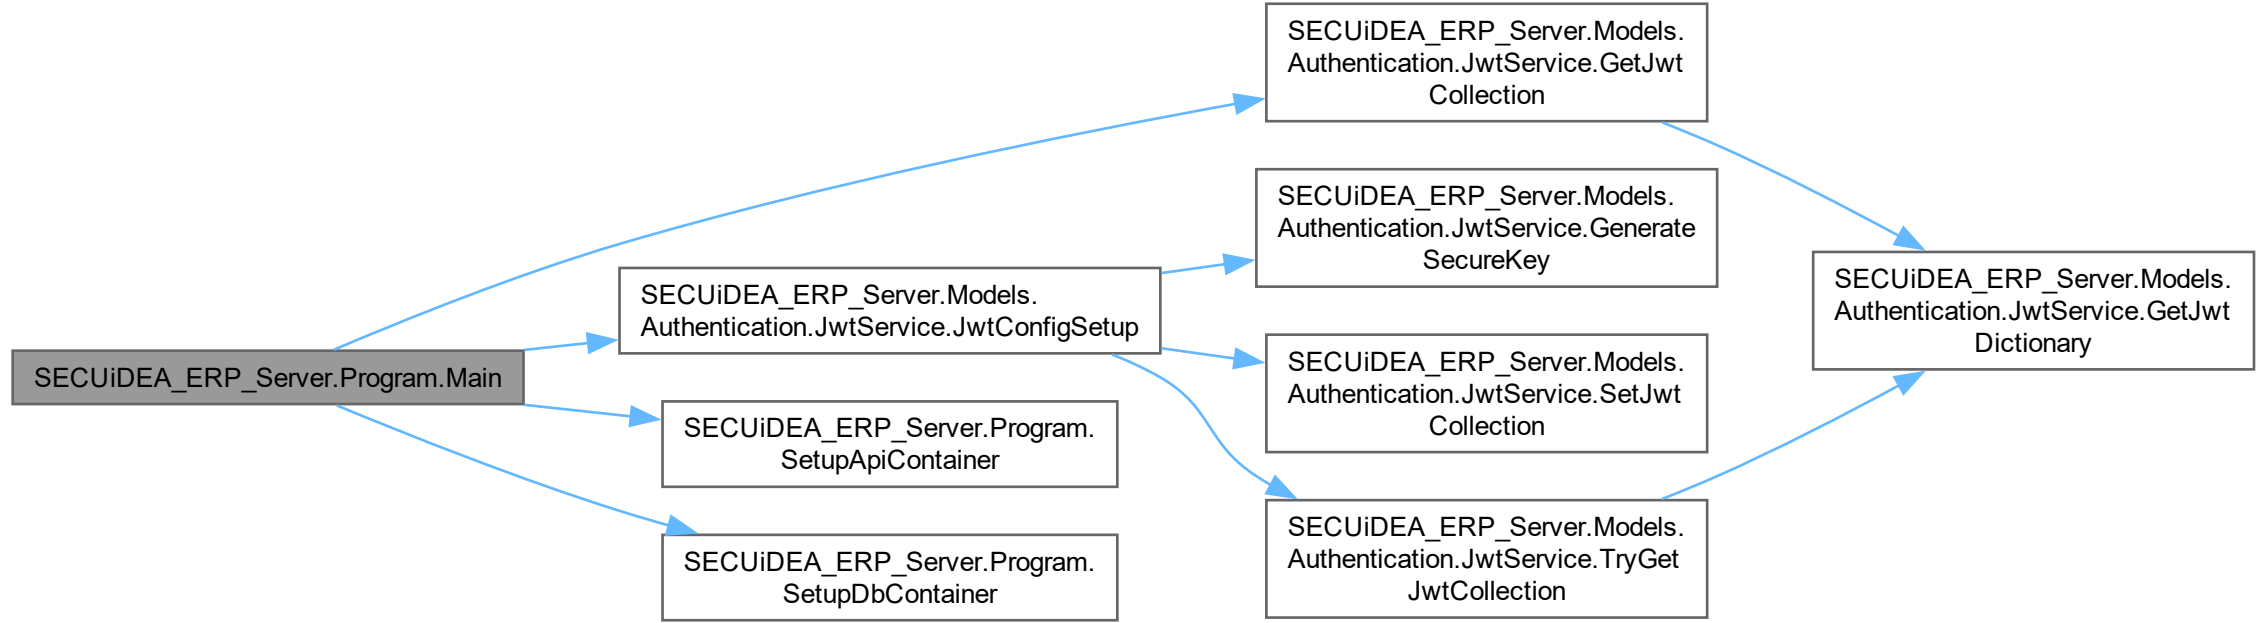 SECUiDEA_ERP_Server.Program.Main
SECUiDEA_ERP_Server.Models.
Authentication.JwtService.GetJwt
Collection
SECUiDEA_ERP_Server.Models.
Authentication.JwtService.JwtConfigSetup
SECUiDEA_ERP_Server.Program.
SetupApiContainer
SECUiDEA_ERP_Server.Program.
SetupDbContainer
SECUiDEA_ERP_Server.Models.
Authentication.JwtService.Generate
SecureKey
SECUiDEA_ERP_Server.Models.
Authentication.JwtService.SetJwt
Collection
SECUiDEA_ERP_Server.Models.
Authentication.JwtService.TryGet
JwtCollection
SECUiDEA_ERP_Server.Models.
Authentication.JwtService.GetJwt
Dictionary